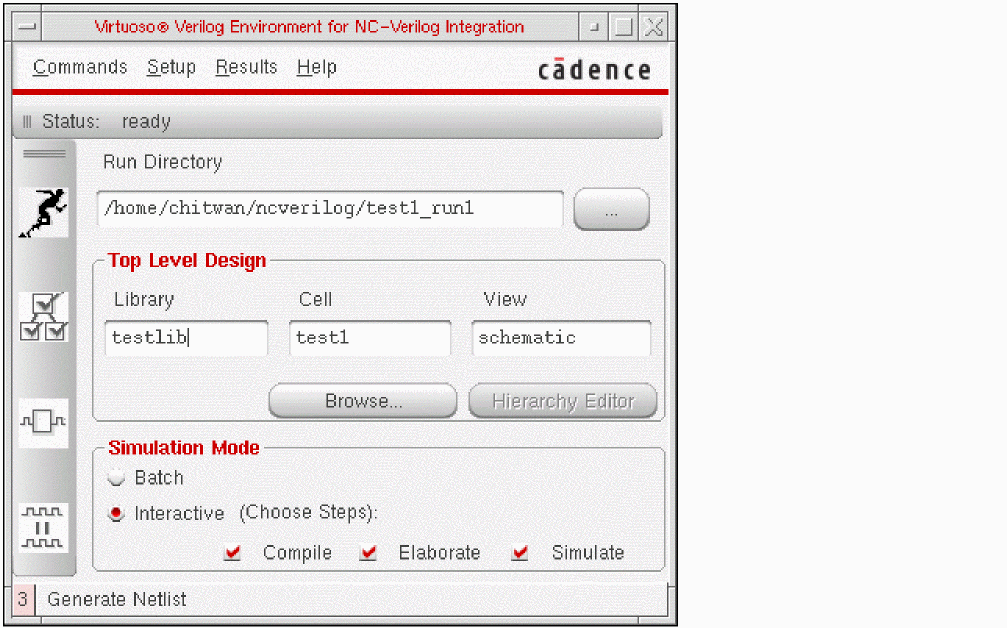 Virtuoso® Verilog Environment for NC-Verilog Integration
Commands Setup Results Help cādence
Status: ready
Run Directory
/home/chitwan/ncverilog/test1_run1 ...
Top Level Design
Library Cell View
testlib test1 schematic
Browse... Hierarchy Editor
Simulation Mode
Batch
Interactive (Choose Steps):
Compile Elaborate Simulate
3 Generate Netlist